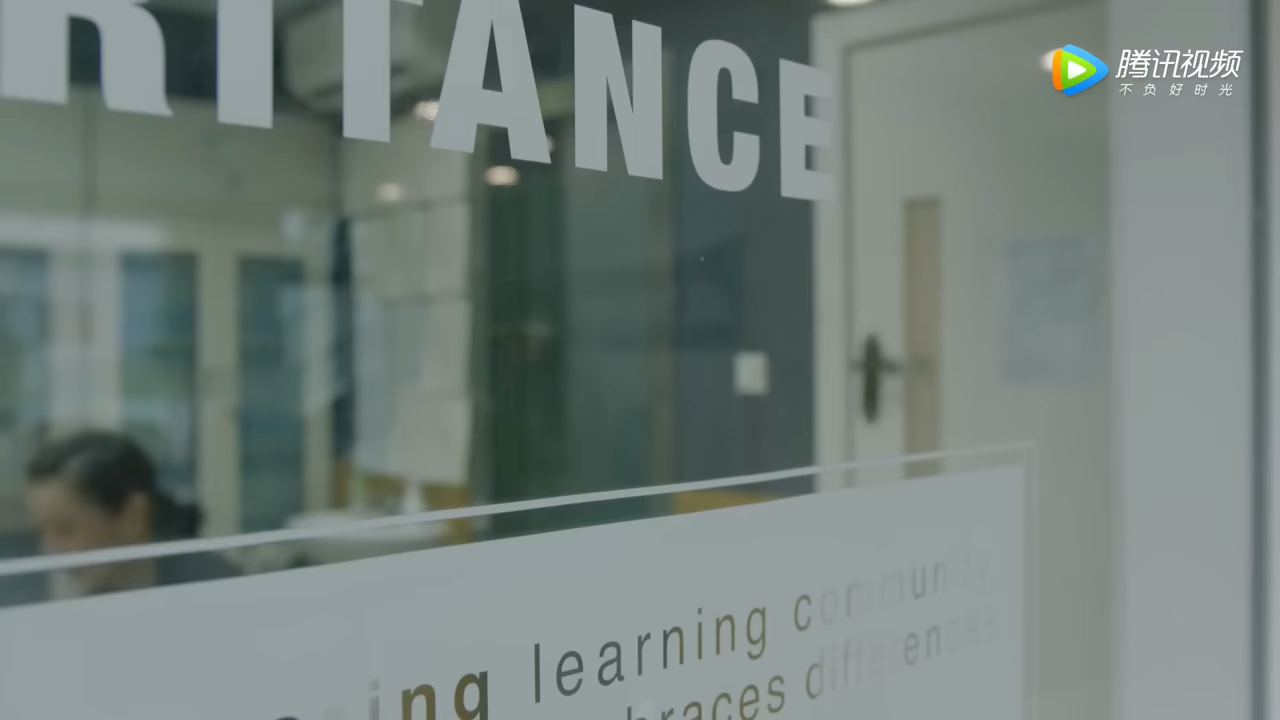 RITANCE
腾讯视频
不负好时光
ing learning community
braces differences